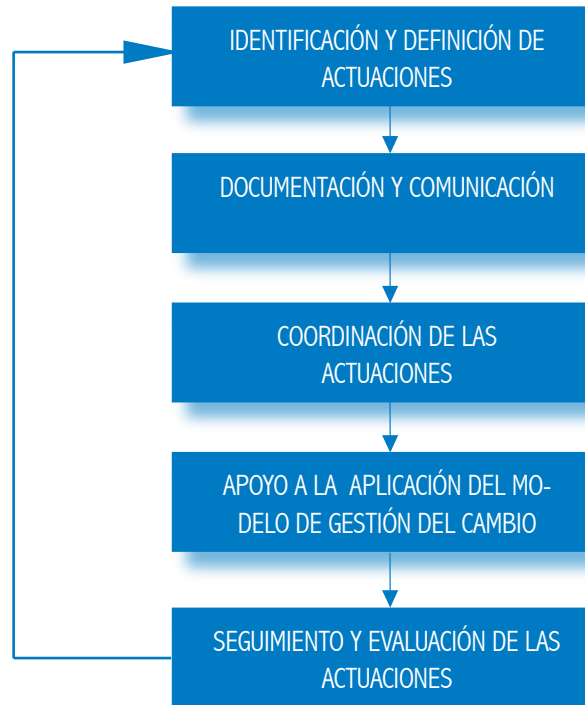 IDENTIFICACIÓN Y DEFINICIÓN DE
ACTUACIONES
DOCUMENTACIÓN Y COMUNICACIÓN
COORDINACIÓN DE LAS
ACTUACIONES
APOYO A LA APLICACIÓN DEL MO-
DELO DE GESTIÓN DEL CAMBIO
SEGUIMIENTO Y EVALUACIÓN DE LAS
ACTUACIONES